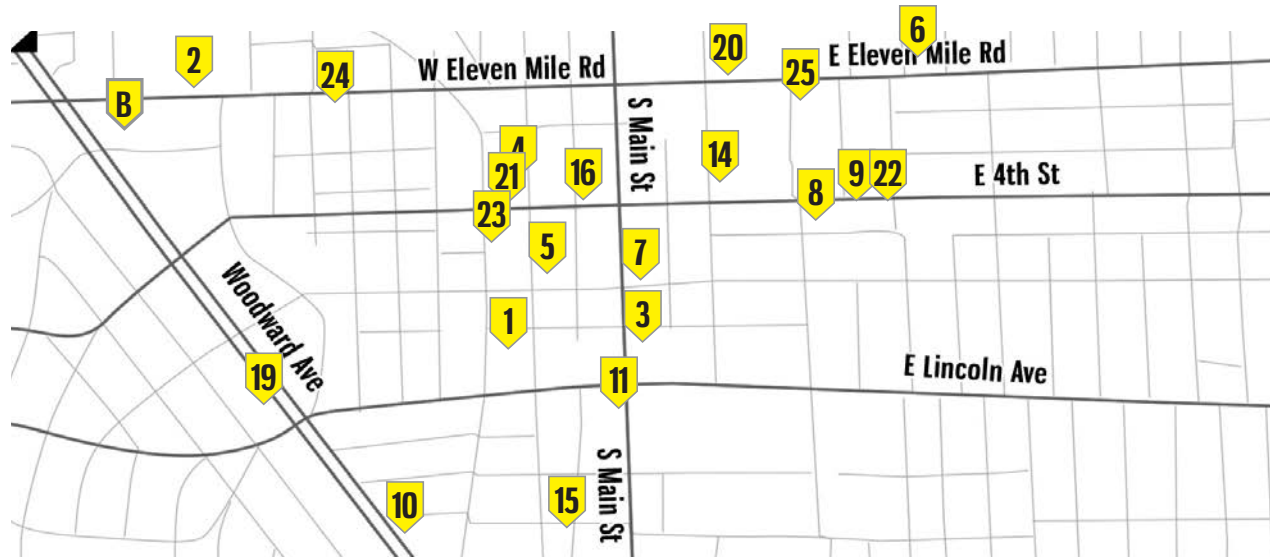 6
2
20
E Eleven Mile Rd
24
W Eleven Mile Rd
25
B
S Main St
4
14
21
16
9
22
E 4th St
8
23
5
7
Woodward Ave
1
3
19
11
E Lincoln Ave
S Main St
10
15